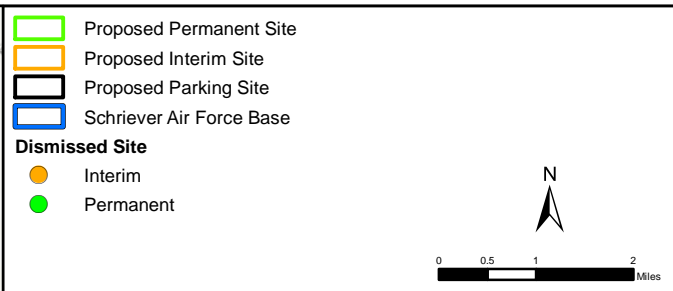 Proposed Permanent Site
Proposed Interim Site
Proposed Parking Site
Schriever Air Force Base
Dismissed Site
Interim
Permanent
N
0 0.5 1 2
Miles